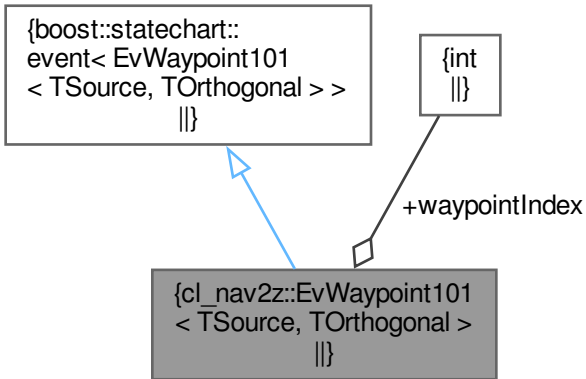 {boost::statechart::
event< EvWaypoint101
< TSource, TOrthogonal > >
||}
{int
||}
+waypointIndex
{cl_nav2z::EvWaypoint101
< TSource, TOrthogonal >
||}